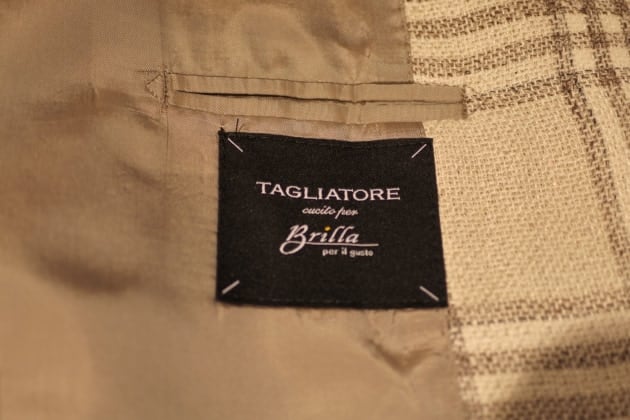 TAGLIATORE
cucito per
Brilla
per il gusto